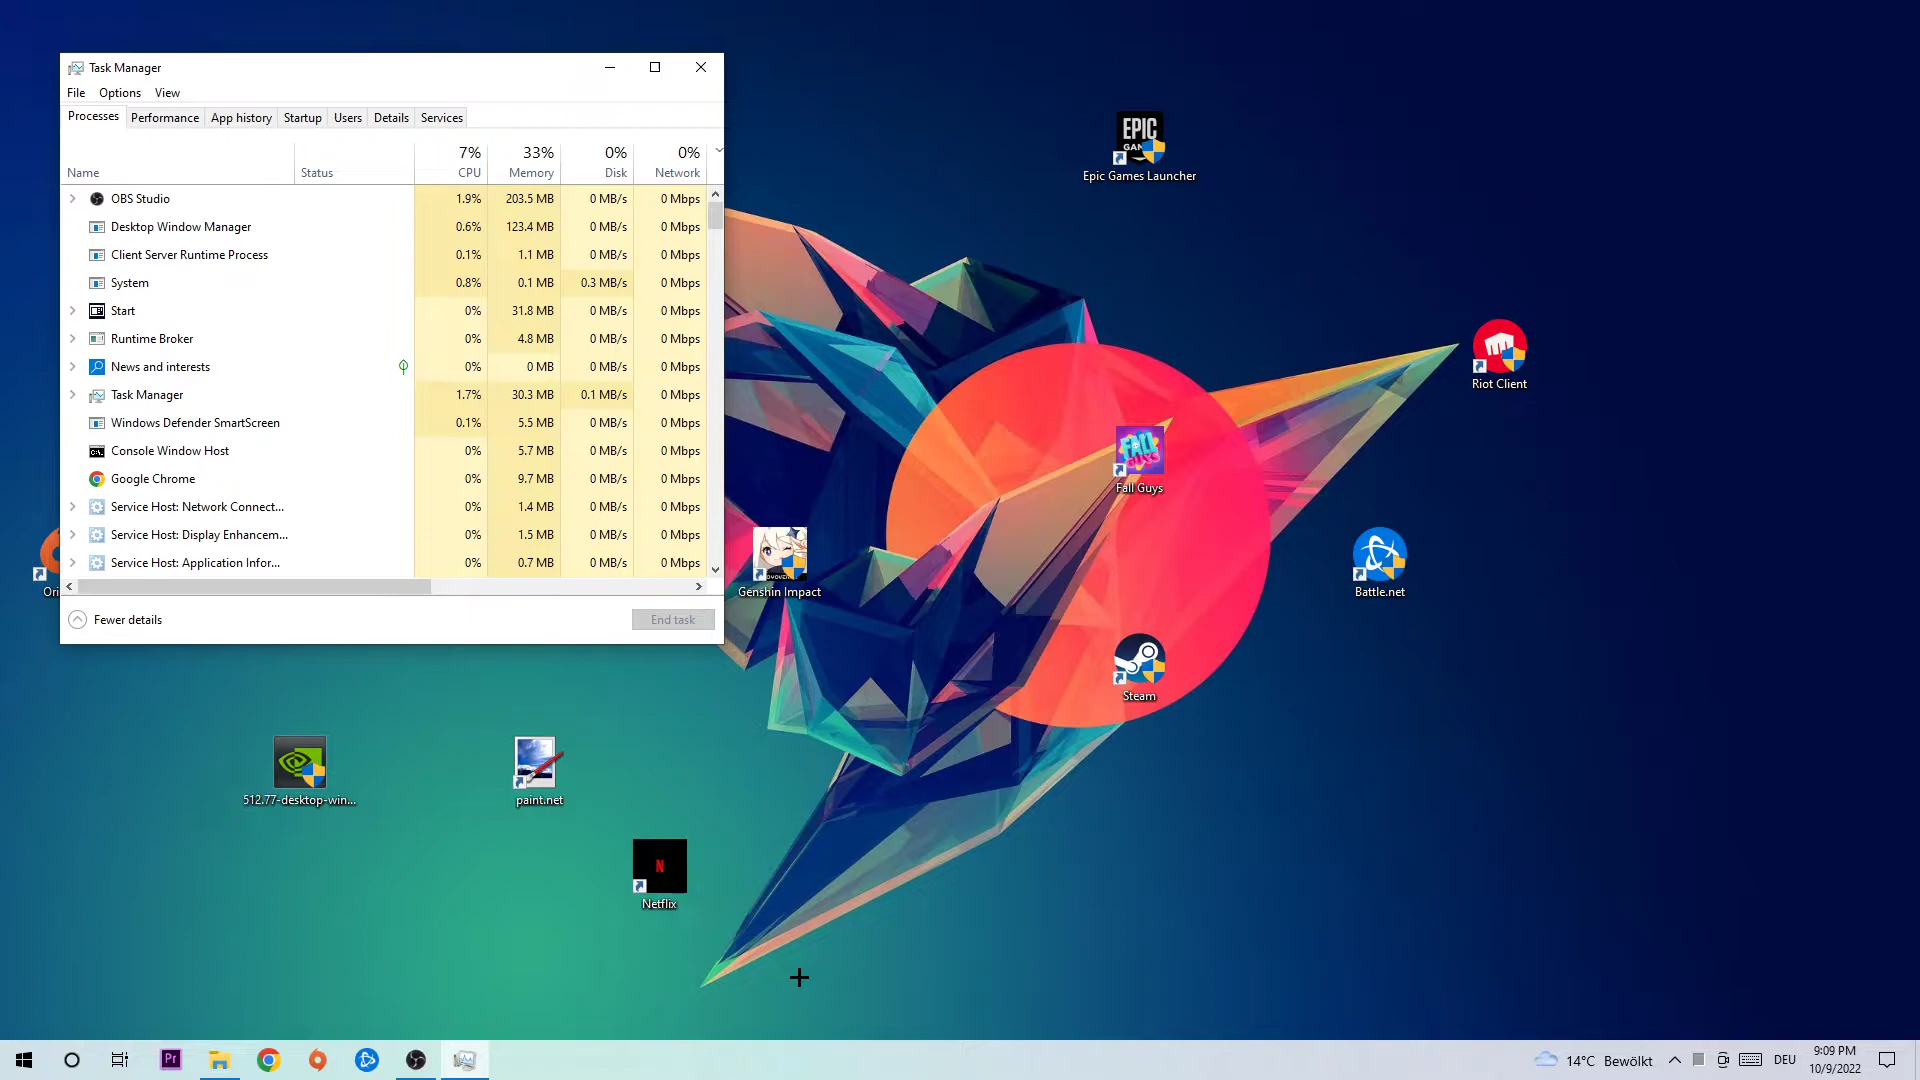 Task Manager
File Options View
Processes Performance App history Startup Users Details Services
7% 33% 0% 0%
Name Status CPU Memory Disk Network
OBS Studio 1.9% 203.5 MB 0 MB/s 0 Mbps
Desktop Window Manager 0.6% 123.4 MB 0 MB/s 0 Mbps
Client Server Runtime Process 0.1% 1.1 MB 0 MB/s 0 Mbps
System 0.8% 0.1 MB 0.3 MB/s 0 Mbps
Start 0% 31.8 MB 0 MB/s 0 Mbps
Runtime Broker 0% 4.8 MB 0 MB/s 0 Mbps
News and interests 0% 0 MB 0 MB/s 0 Mbps
Task Manager 1.7% 30.3 MB 0.1 MB/s 0 Mbps
Windows Defender SmartScreen 0.1% 5.5 MB 0 MB/s 0 Mbps
Console Window Host 0% 5.7 MB 0 MB/s 0 Mbps
Google Chrome 0% 9.7 MB 0 MB/s 0 Mbps
Service Host: Network Connect... 0% 1.4 MB 0 MB/s 0 Mbps
Service Host: Display Enhancem... 0% 1.5 MB 0 MB/s 0 Mbps
Service Host: Application Infor... 0% 0.7 MB 0 MB/s 0 Mbps
Fewer details End task
EPIC
Epic Games Launcher
Riot Client
FALL GUYS
Fall Guys
Ori
Genshin Impact
Battle.net
Steam
512.77-desktop-win...
paint.net
N
Netflix
Pr
14°C Bewölkt
DEU
9:09 PM
10/9/2022